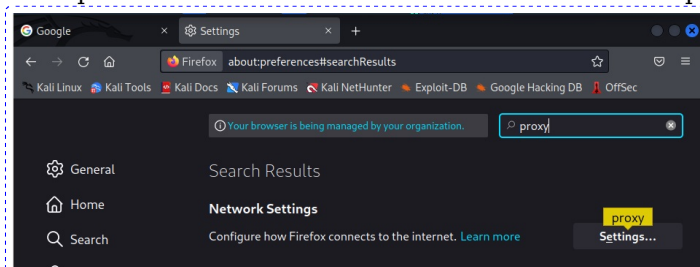 Google
Settings
Firefox about:preferences#searchResults
Kali Linux Kali Tools Kali Docs Kali Forums Kali NetHunter Exploit-DB Google Hacking DB OffSec
Your browser is being managed by your organization.
proxy
General
Search Results
Home
Network Settings
proxy
Search
Configure how Firefox connects to the internet. Learn more
Settings...